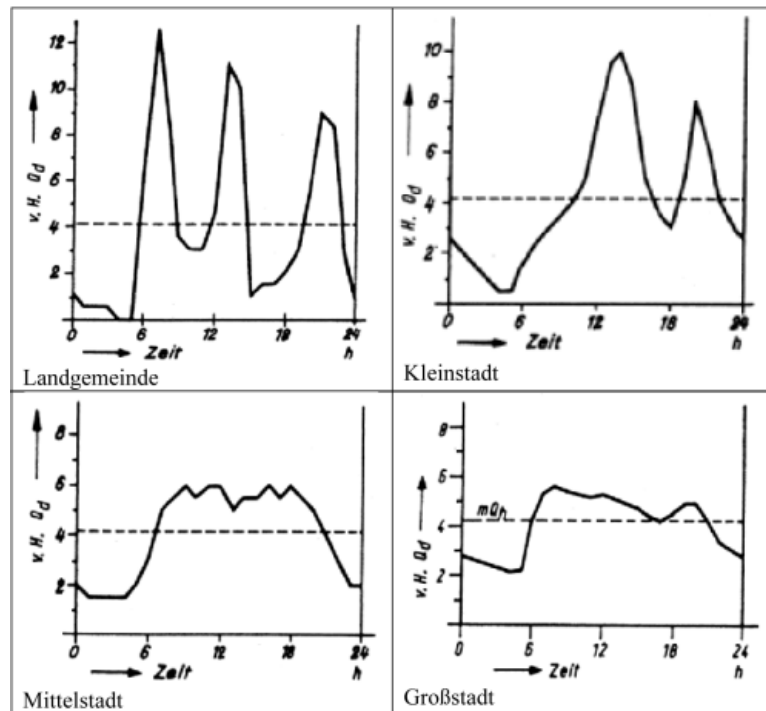 12
10
8
6
4
2
v. H. Qd
0 6 12 18 24
Zeit h
Landgemeinde
10
8
6
4
2
v. H. Qd
0 6 12 18 24
Zeit h
Kleinstadt
8
6
4
2
v. H. Qd
0 6 12 18 24
Zeit h
Mittelstadt
8
6
4
2
v. H. Qd
mQh
0 6 12 18 24
Zeit h
Großstadt